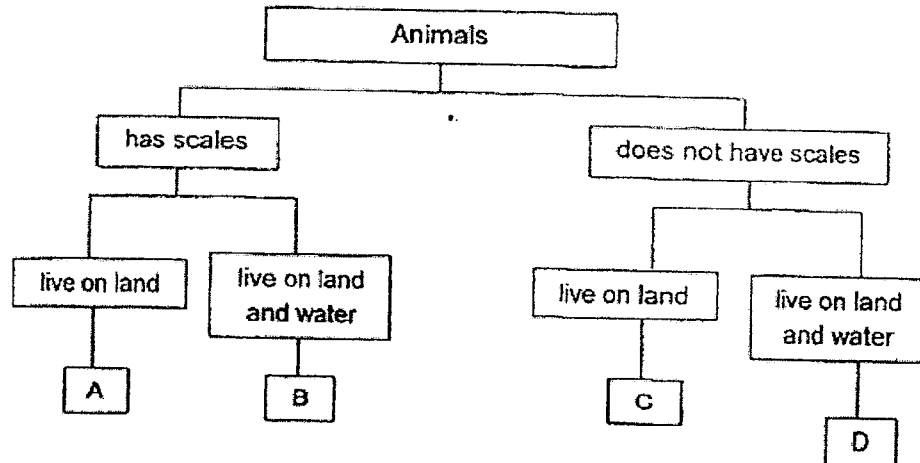 Animals
has scales
does not have scales
live on land
live on land
and water
live on land
live on land
and water
A
B
C
D